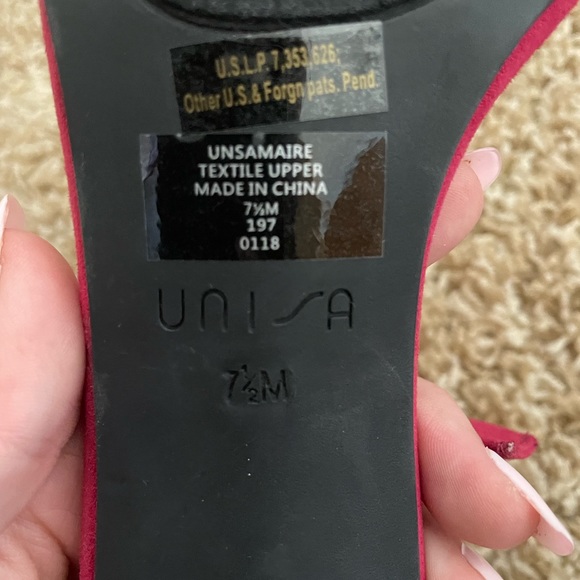 U.S.L.P. 7,353,626;
Other U.S.& Forgn pats. Pend.
UNSAMAIRE
TEXTILE UPPER
MADE IN CHINA
7½M
197
0118
UNISA
7½M